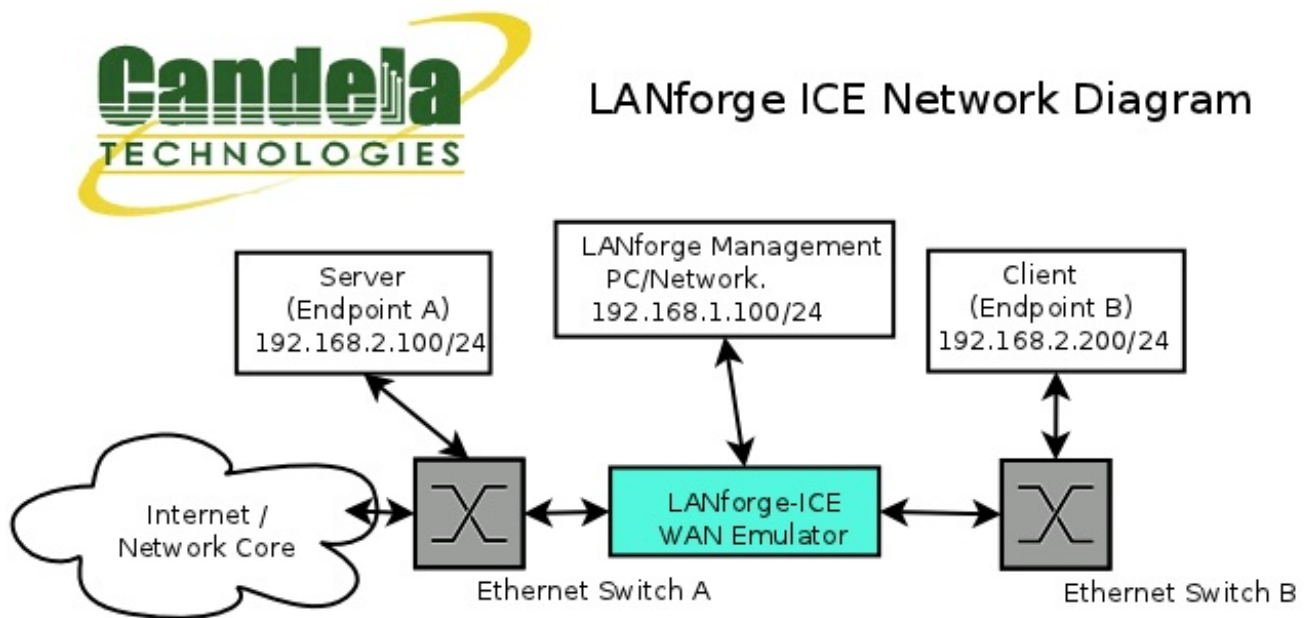 Candela
TECHNOLOGIES
LANforge ICE Network Diagram
Server
(Endpoint A)
192.168.2.100/24
LANforge Management
PC/Network.
192.168.1.100/24
Client
(Endpoint B)
192.168.2.200/24
Internet /
Network Core
LANforge-ICE
WAN Emulator
Ethernet Switch A
Ethernet Switch B